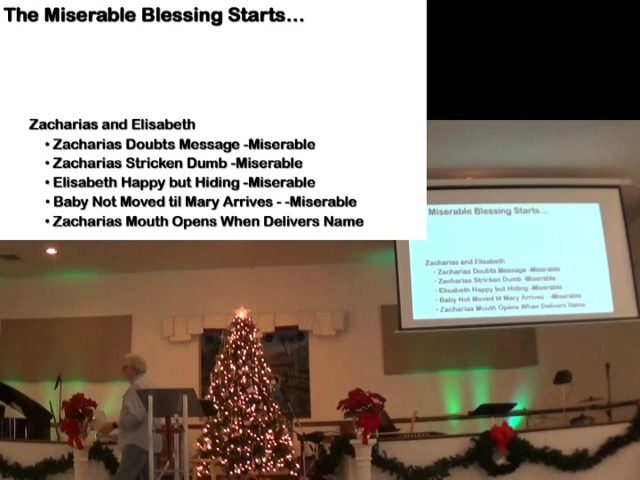 The Miserable Blessing Starts...
Zacharias and Elisabeth
• Zacharias Doubts Message -Miserable
• Zacharias Stricken Dumb -Miserable
• Elisabeth Happy but Hiding -Miserable
• Baby Not Moved til Mary Arrives - -Miserable
• Zacharias Mouth Opens When Delivers Name
Miserable Blessing Starts...
Zacharias and Elisabeth
• Zacharias Doubts Message -Miserable
• Zacharias Stricken Dumb -Miserable
• Elisabeth Happy but Hiding -Miserable
• Baby Not Moved til Mary Arrives - -Miserable
• Zacharias Mouth Opens When Delivers Name